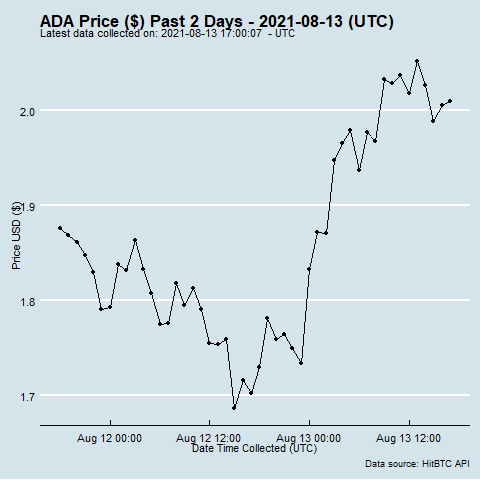 ADA Price ($) Past 2 Days - 2021-08-13 (UTC)
Latest data collected on: 2021-08-13 17:00:07  - UTC
2.0
1.9
1.8
1.7
Price USD ($)
Aug 12 00:00
Aug 12 12:00
Aug 13 00:00
Aug 13 12:00
Date Time Collected (UTC)
Data source: HitBTC API